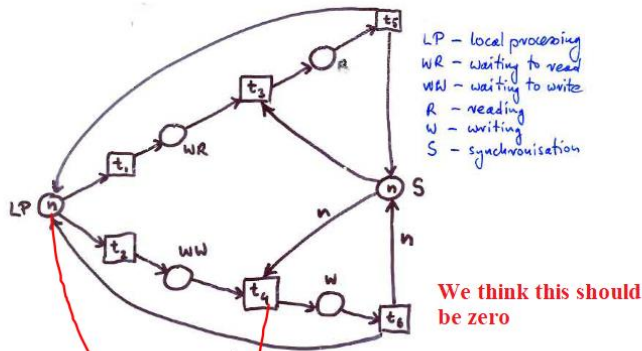 t₅
LP – local processing
WR – waiting to read
WW – waiting to write
R – reading
W – writing
S – synchronisation
R
t₃
t₁
WR
LP
n
n
S
n
n
t₂
WW
t₄
W
t₆
We think this should
be zero